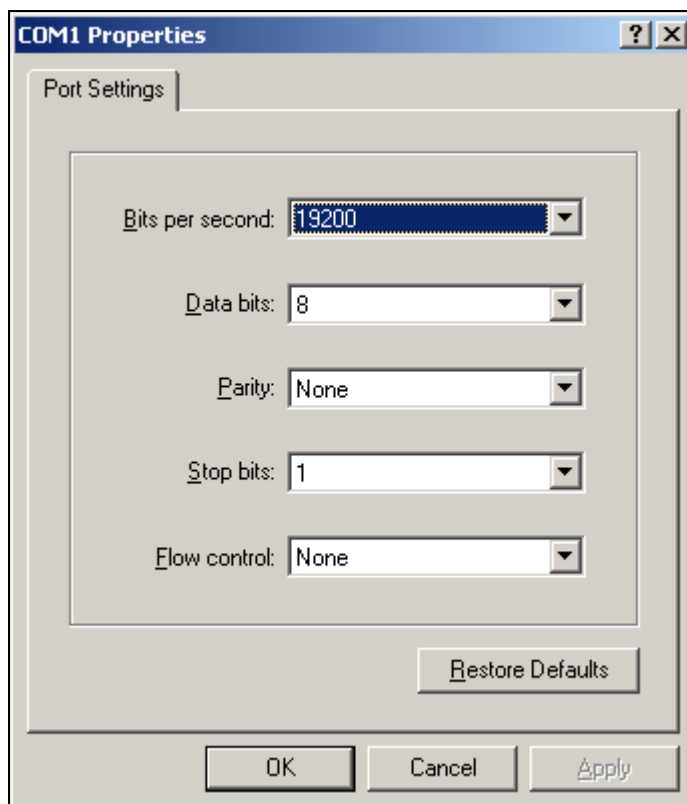 COM1 Properties
Port Settings
Bits per second: 19200
Data bits: 8
Parity: None
Stop bits: 1
Flow control: None
Restore Defaults
OK Cancel Apply